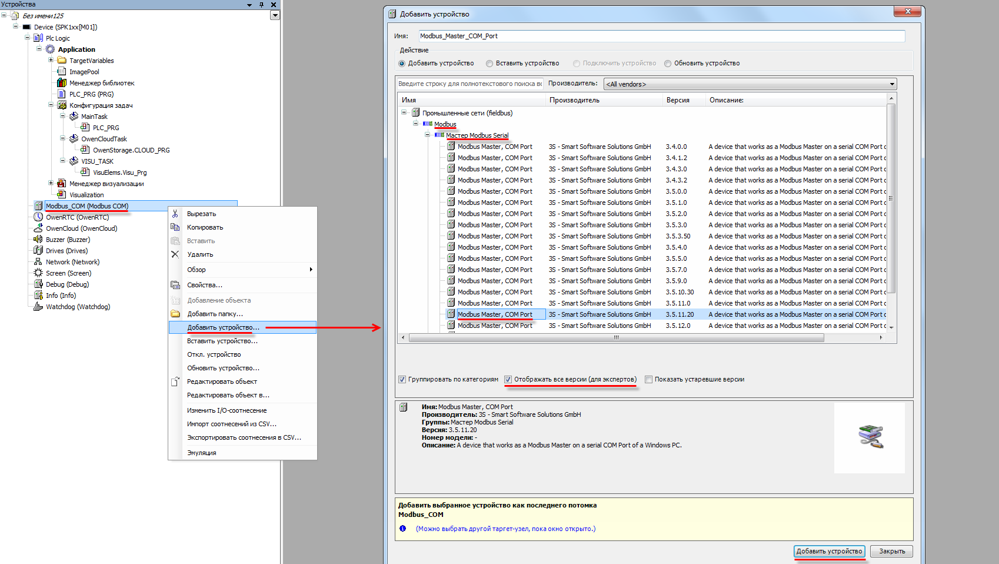 Устройства
Без имени125
Device (SPK1xx[M01])
Plc Logic
Application
TargetVariables
ImagePool
Менеджер библиотек
PLC_PRG (PRG)
Конфигурация задач
MainTask
PLC_PRG
OwenCloudTask
OwenStorage.CLOUD_PRG
VISU_TASK
VisuElems.Visu_Prg
Менеджер визуализации
Visualization
Modbus_COM (Modbus COM)
OwenRTC (OwenRTC)
OwenCloud (OwenCloud)
Buzzer (Buzzer)
Drives (Drives)
Network (Network)
Screen (Screen)
Debug (Debug)
Info (Info)
Watchdog (Watchdog)
Вырезать
Копировать
Вставить
Удалить
Обзор
Свойства...
Добавление объекта
Добавить папку...
Добавить устройство...
Вставить устройство...
Откл. устройство
Обновить устройство...
Редактировать объект
Редактировать объект в...
Изменить I/O-соотнесение
Импорт соотнесений из CSV...
Экспортировать соотнесения в CSV...
Эмуляция
Добавить устройство
Имя: Modbus_Master_COM_Port
Действие
Добавить устройство Вставить устройство Подключить устройство Обновить устройство
Введите строку для полнотекстового поиска вс Производитель: <All vendors>
Имя Производитель Версия Описание:
Промышленные сети (fieldbus)
Modbus
Мастер Modbus Serial
Modbus Master, COM Port 3S - Smart Software Solutions GmbH 3.4.0.0 A device that works as a Modbus Master on a serial COM Port o
Modbus Master, COM Port 3S - Smart Software Solutions GmbH 3.4.1.2 A device that works as a Modbus Master on a serial COM Port o
Modbus Master, COM Port 3S - Smart Software Solutions GmbH 3.4.3.0 A device that works as a Modbus Master on a serial COM Port o
Modbus Master, COM Port 3S - Smart Software Solutions GmbH 3.4.3.2 A device that works as a Modbus Master on a serial COM Port o
Modbus Master, COM Port 3S - Smart Software Solutions GmbH 3.5.0.0 A device that works as a Modbus Master on a serial COM Port o
Modbus Master, COM Port 3S - Smart Software Solutions GmbH 3.5.1.0 A device that works as a Modbus Master on a serial COM Port o
Modbus Master, COM Port 3S - Smart Software Solutions GmbH 3.5.2.0 A device that works as a Modbus Master on a serial COM Port o
Modbus Master, COM Port 3S - Smart Software Solutions GmbH 3.5.3.0 A device that works as a Modbus Master on a serial COM Port o
Modbus Master, COM Port 3S - Smart Software Solutions GmbH 3.5.3.50 A device that works as a Modbus Master on a serial COM Port o
Modbus Master, COM Port 3S - Smart Software Solutions GmbH 3.5.4.0 A device that works as a Modbus Master on a serial COM Port o
Modbus Master, COM Port 3S - Smart Software Solutions GmbH 3.5.5.0 A device that works as a Modbus Master on a serial COM Port o
Modbus Master, COM Port 3S - Smart Software Solutions GmbH 3.5.7.0 A device that works as a Modbus Master on a serial COM Port o
Modbus Master, COM Port 3S - Smart Software Solutions GmbH 3.5.9.0 A device that works as a Modbus Master on a serial COM Port o
Modbus Master, COM Port 3S - Smart Software Solutions GmbH 3.5.10.30 A device that works as a Modbus Master on a serial COM Port o
Modbus Master, COM Port 3S - Smart Software Solutions GmbH 3.5.11.0 A device that works as a Modbus Master on a serial COM Port o
Modbus Master, COM Port 3S - Smart Software Solutions GmbH 3.5.11.20 A device that works as a Modbus Master on a serial COM Port o
Modbus Master, COM Port 3S - Smart Software Solutions GmbH 3.5.12.0 A device that works as a Modbus Master on a serial COM Port o
Группировать по категориям Отображать все версии (для экспертов) Показать устаревшие версии
Имя: Modbus Master, COM Port
Производитель: 3S - Smart Software Solutions GmbH
Группы: Мастер Modbus Serial
Версия: 3.5.11.20
Номер модели: -
Описание: A device that works as a Modbus Master on a serial COM Port of a Windows PC.
Добавить выбранное устройство как последнего потомка
Modbus_COM
(Можно выбрать другой таргет-узел, пока окно открыто.)
Добавить устройство Закрыть